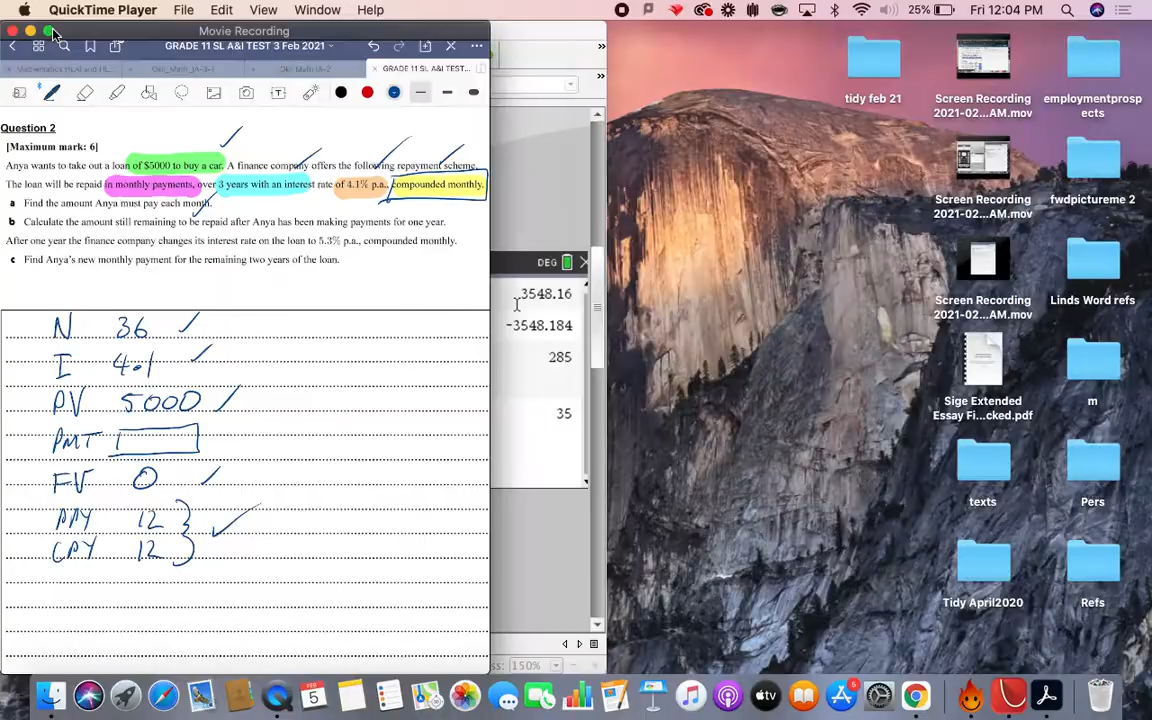 QuickTime Player File Edit View Window Help
25% Fri 12:04 PM
Movie Recording
GRADE 11 SL A&I TEST 3 Feb 2021
GRADE 11 SL A&I TEST...
Question 2
[Maximum mark: 6]
Anya wants to take out a loan of $5000 to buy a car. A finance company offers the following repayment scheme.
The loan will be repaid in monthly payments, over 3 years with an interest rate of 4.1% p.a., compounded monthly.
a Find the amount Anya must pay each month.
b Calculate the amount still remaining to be repaid after Anya has been making payments for one year.
After one year the finance company changes its interest rate on the loan to 5.3% p.a., compounded monthly.
c Find Anya's new monthly payment for the remaining two years of the loan.
N 36
I 4.1
PV 5000
PMT
FV 0
PPY 12
CPY 12
DEG
3548.16
-3548.184
285
35
150%
tidy feb 21
Screen Recording
2021-02...AM.mov
employmentprosp
ects
Screen Recording
2021-02...AM.mov
fwdpictureme 2
Screen Recording
2021-02...AM.mov
Linds Word refs
Sige Extended
Essay Fi...cked.pdf
m
texts
Pers
Tidy April2020
Refs
FEB
5
tv